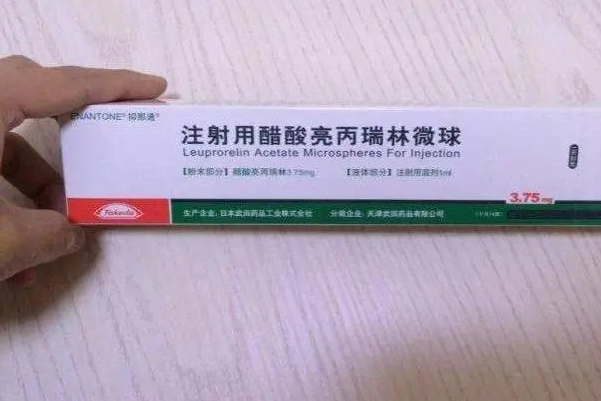 ENANTONE® 抑那通®
注射用醋酸亮丙瑞林微球
Leuprorelin Acetate Microspheres For Injection
【粉末部分】醋酸亮丙瑞林3.75mg 【液体部分】注射用溶剂1ml
3.75 mg
Takeda
生产企业:日本武田药品工业株式会社 分装企业:天津武田药品有限公司